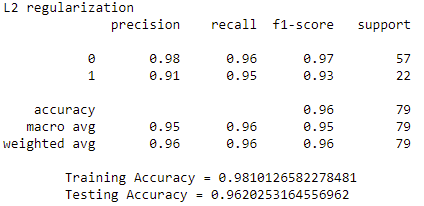 L2 regularization
precision recall f1-score support
0 0.98 0.96 0.97 57
1 0.91 0.95 0.93 22
accuracy 0.96 79
macro avg 0.95 0.96 0.95 79
weighted avg 0.96 0.96 0.96 79
Training Accuracy = 0.9810126582278481
Testing Accuracy = 0.9620253164556962